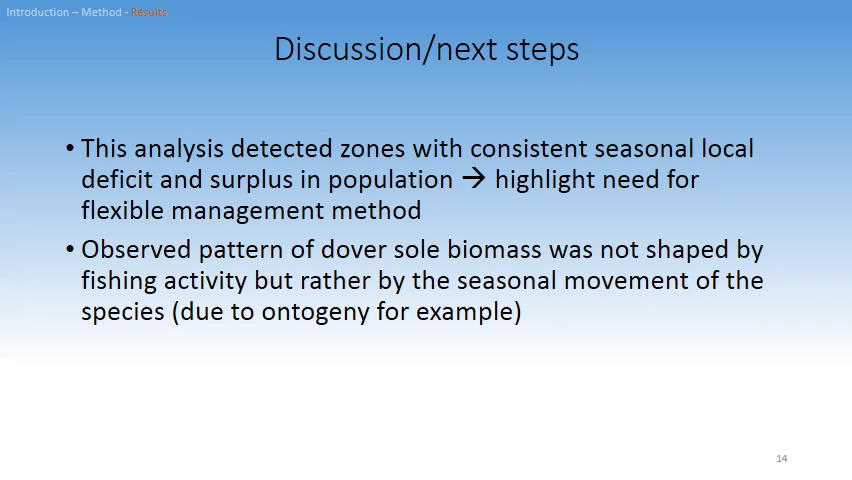 Introduction – Method - Results
Discussion/next steps
• This analysis detected zones with consistent seasonal local
deficit and surplus in population → highlight need for
flexible management method
• Observed pattern of dover sole biomass was not shaped by
fishing activity but rather by the seasonal movement of the
species (due to ontogeny for example)
14